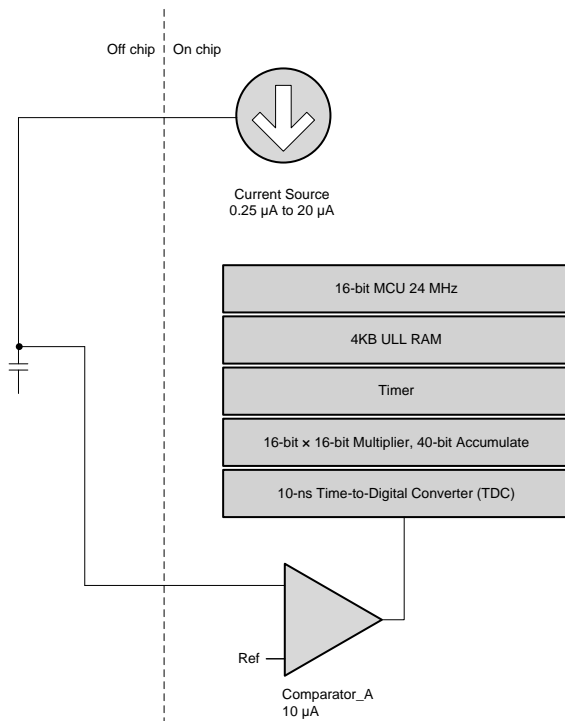 Off chip
On chip
Current Source
0.25 µA to 20 µA
16-bit MCU 24 MHz
4KB ULL RAM
Timer
16-bit × 16-bit Multiplier, 40-bit Accumulate
10-ns Time-to-Digital Converter (TDC)
Ref
Comparator_A
10 µA